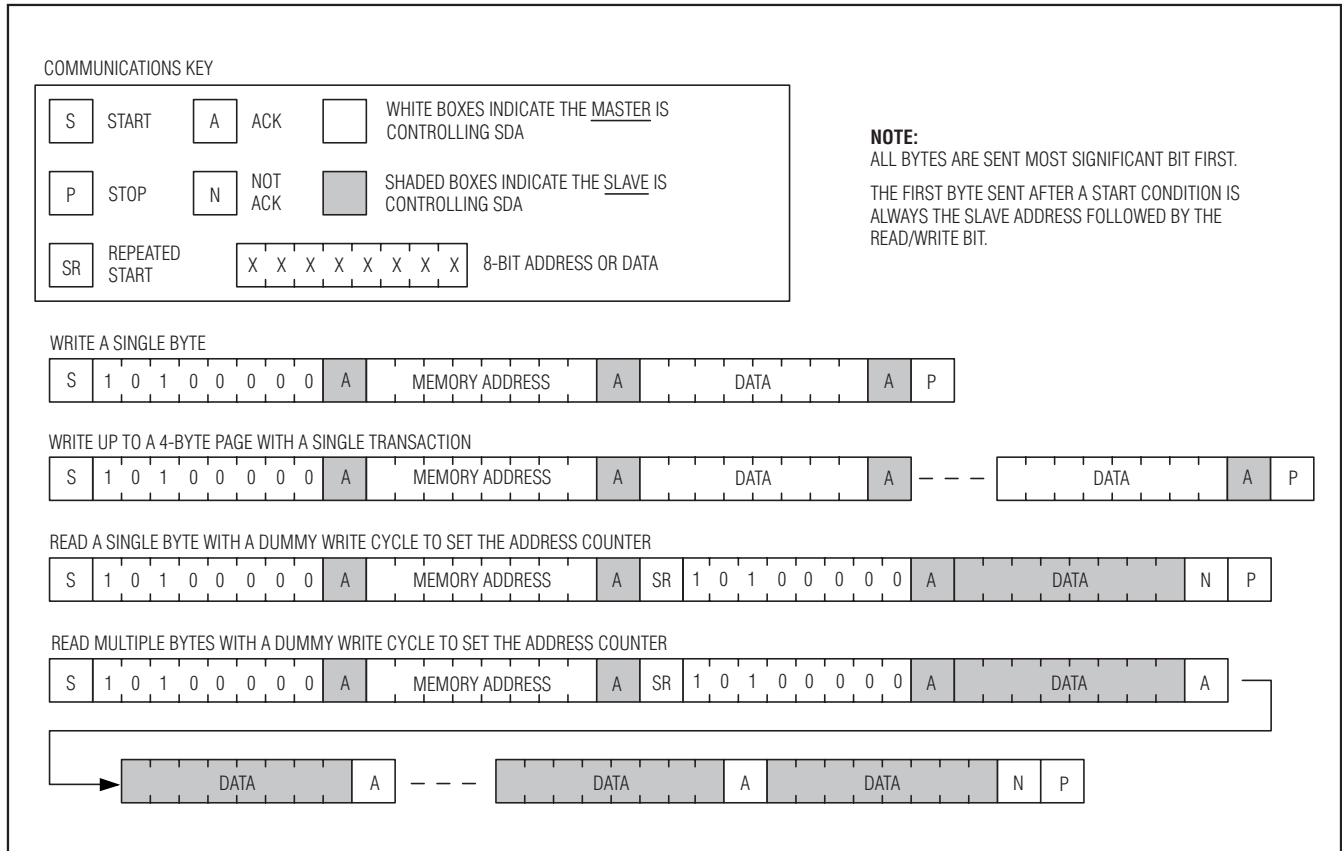 COMMUNICATIONS KEY
S START A ACK WHITE BOXES INDICATE THE MASTER IS
CONTROLLING SDA
P STOP N NOT
ACK SHADED BOXES INDICATE THE SLAVE IS
CONTROLLING SDA
SR REPEATED
START X X X X X X X X 8-BIT ADDRESS OR DATA
NOTE:
ALL BYTES ARE SENT MOST SIGNIFICANT BIT FIRST.
THE FIRST BYTE SENT AFTER A START CONDITION IS
ALWAYS THE SLAVE ADDRESS FOLLOWED BY THE
READ/WRITE BIT.
WRITE A SINGLE BYTE
S 1 0 1 0 0 0 0 0 A MEMORY ADDRESS A DATA A P
WRITE UP TO A 4-BYTE PAGE WITH A SINGLE TRANSACTION
S 1 0 1 0 0 0 0 0 A MEMORY ADDRESS A DATA A DATA A P
READ A SINGLE BYTE WITH A DUMMY WRITE CYCLE TO SET THE ADDRESS COUNTER
S 1 0 1 0 0 0 0 0 A MEMORY ADDRESS A SR 1 0 1 0 0 0 0 0 A DATA N P
READ MULTIPLE BYTES WITH A DUMMY WRITE CYCLE TO SET THE ADDRESS COUNTER
S 1 0 1 0 0 0 0 0 A MEMORY ADDRESS A SR 1 0 1 0 0 0 0 0 A DATA A
DATA A DATA A DATA N P